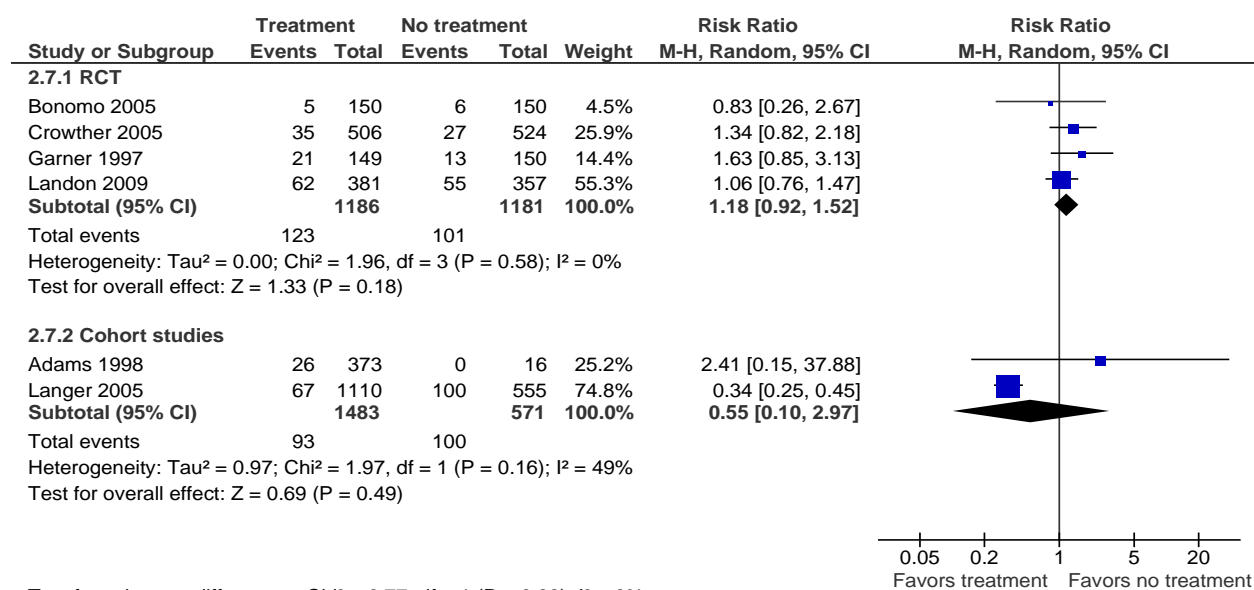 Treatment No treatment Risk Ratio Risk Ratio
Study or Subgroup Events Total Events Total Weight M-H, Random, 95% CI M-H, Random, 95% CI
2.7.1 RCT
Bonomo 2005 5 150 6 150 4.5% 0.83 [0.26, 2.67]
Crowther 2005 35 506 27 524 25.9% 1.34 [0.82, 2.18]
Garner 1997 21 149 13 150 14.4% 1.63 [0.85, 3.13]
Landon 2009 62 381 55 357 55.3% 1.06 [0.76, 1.47]
Subtotal (95% CI) 1186 1181 100.0% 1.18 [0.92, 1.52]
Total events 123 101
Heterogeneity: Tau² = 0.00; Chi² = 1.96, df = 3 (P = 0.58); I² = 0%
Test for overall effect: Z = 1.33 (P = 0.18)
2.7.2 Cohort studies
Adams 1998 26 373 0 16 25.2% 2.41 [0.15, 37.88]
Langer 2005 67 1110 100 555 74.8% 0.34 [0.25, 0.45]
Subtotal (95% CI) 1483 571 100.0% 0.55 [0.10, 2.97]
Total events 93 100
Heterogeneity: Tau² = 0.97; Chi² = 1.97, df = 1 (P = 0.16); I² = 49%
Test for overall effect: Z = 0.69 (P = 0.49)
0.05 0.2 1 5 20
Favors treatment Favors no treatment